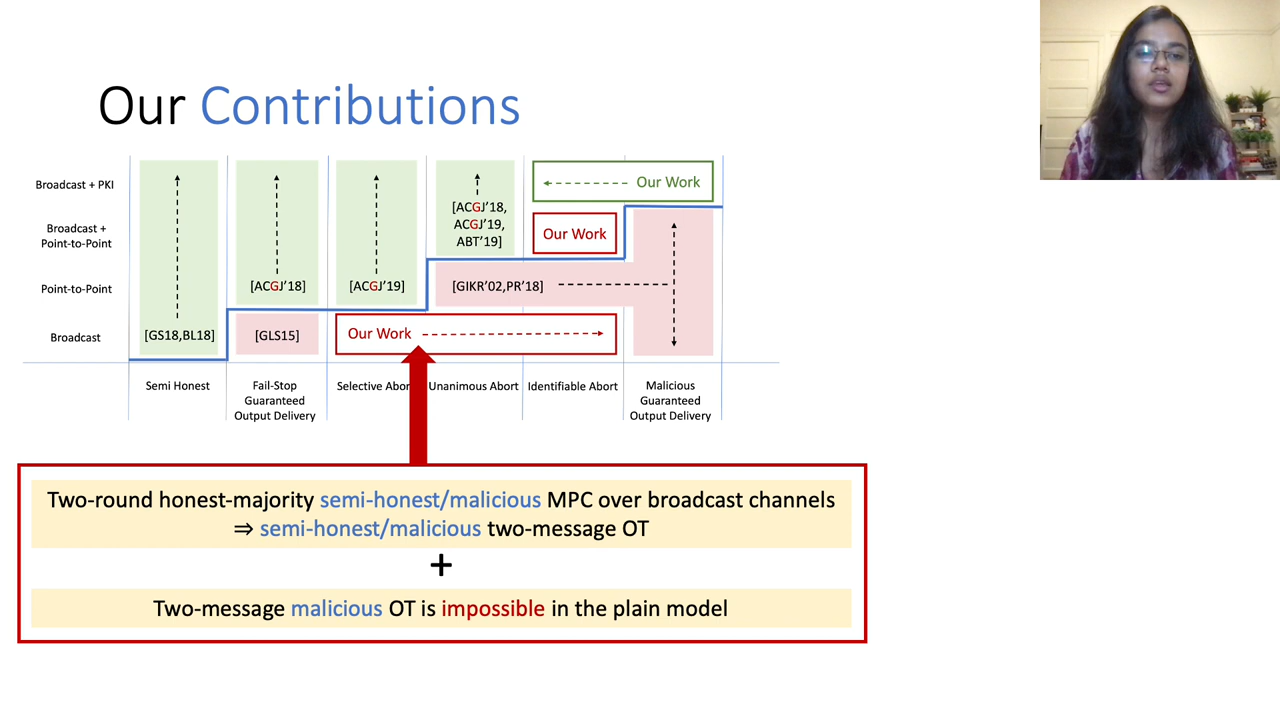 Our Contributions
Broadcast + PKI
Our Work
[ACGJ’18,
ACGJ’19,
ABT’19]
Broadcast +
Point-to-Point
Our Work
Point-to-Point
[ACGJ’18]
[ACGJ’19]
[GIKR’02,PR’18]
Broadcast
[GS18,BL18]
[GLS15]
Our Work
Semi Honest
Fail-Stop
Guaranteed
Output Delivery
Selective Abor
Unanimous Abort
Identifiable Abort
Malicious
Guaranteed
Output Delivery
Two-round honest-majority semi-honest/malicious MPC over broadcast channels
⇒ semi-honest/malicious two-message OT
+
Two-message malicious OT is impossible in the plain model